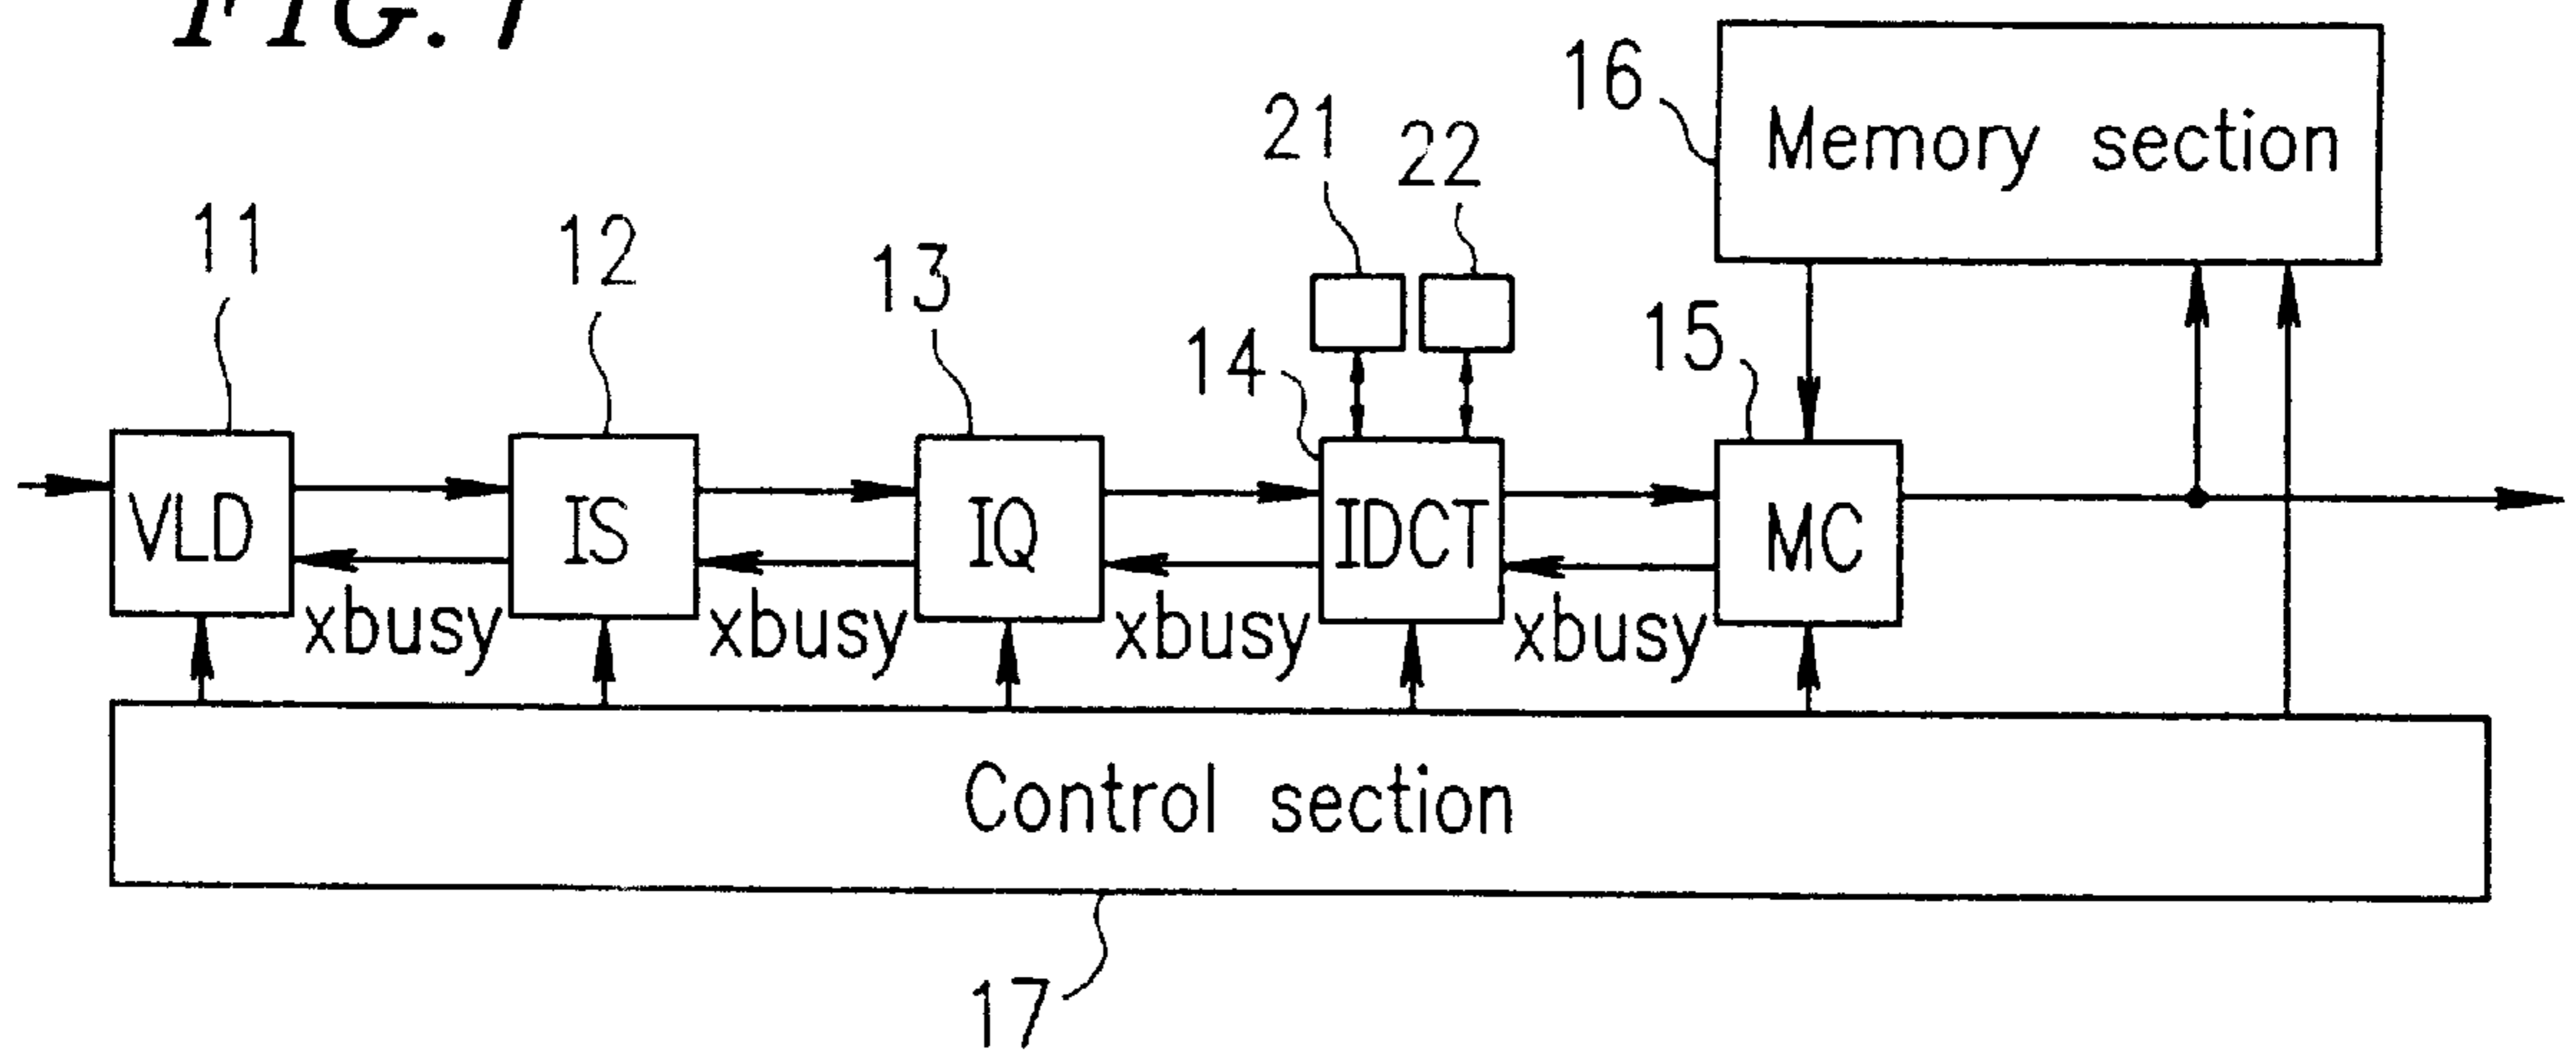 FIG.
16
Memory section
21
22
11
12
13
14
15
VLD
IS
IQ
IDCT
MC
xbusy
xbusy
xbusy
xbusy
Control section
17